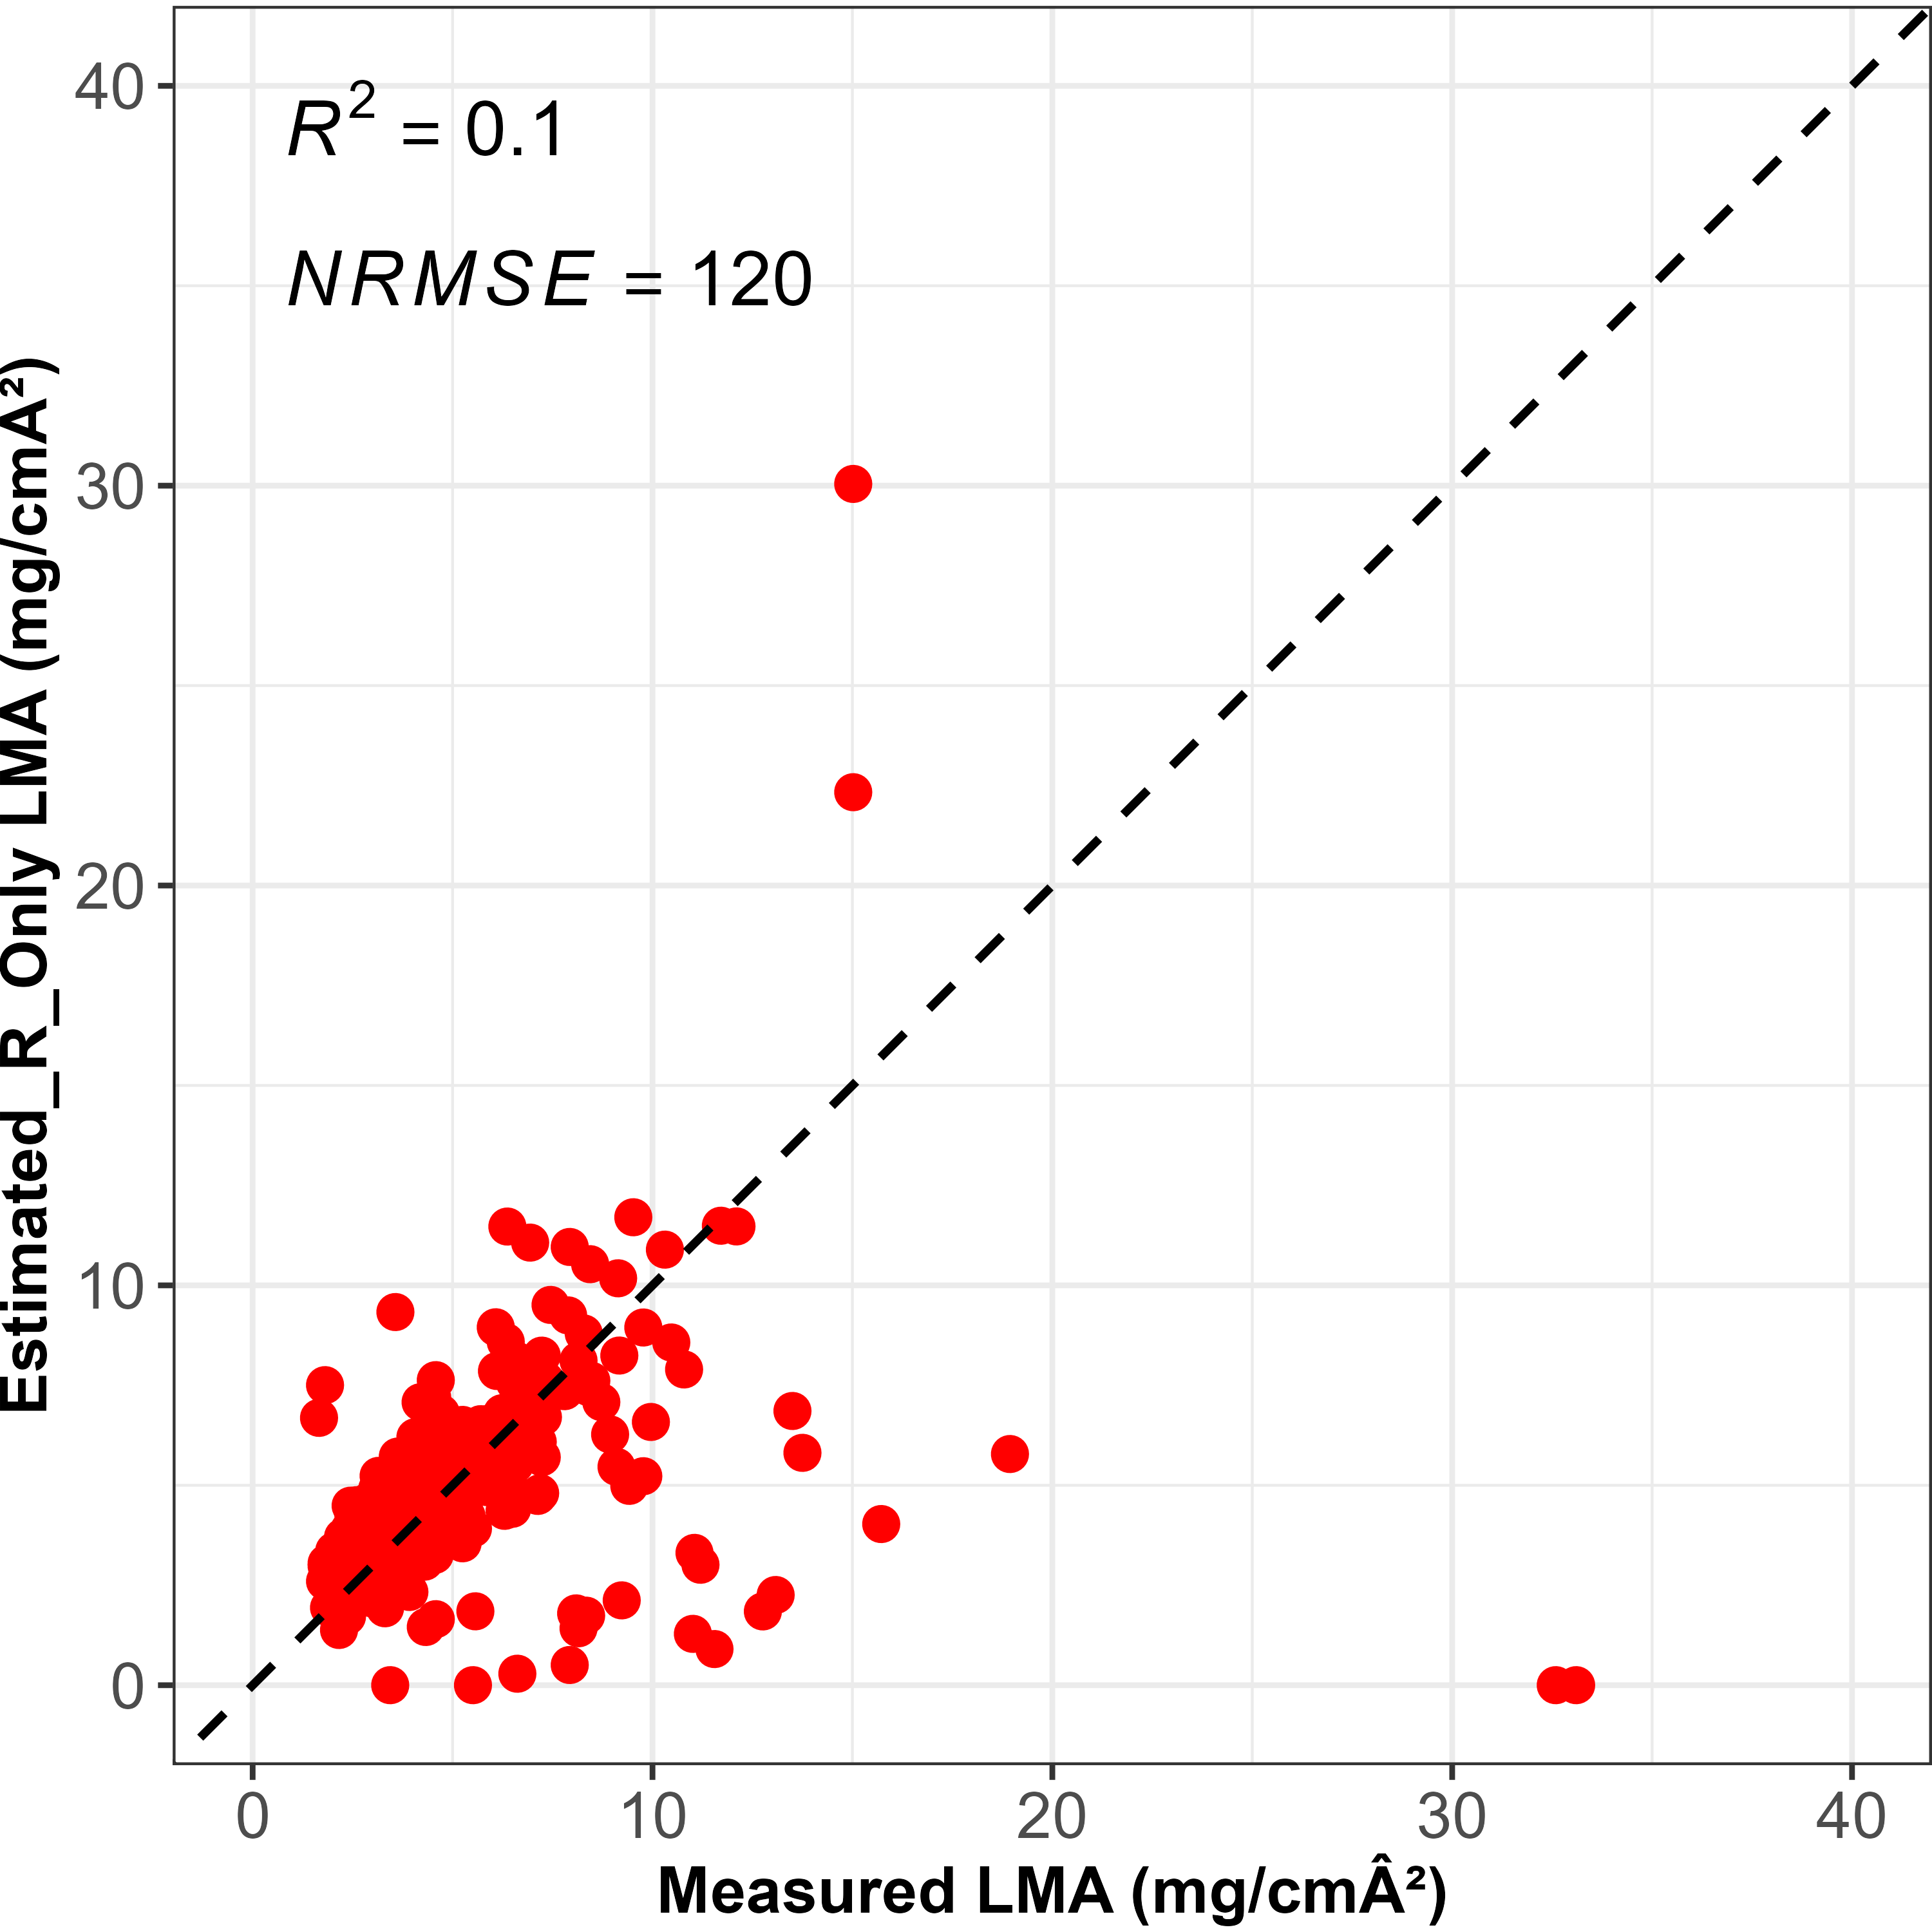 R² = 0.1
NRMSE = 120
40
30
20
10
0
Estimated_R_Only LMA (mg/cmÂ²)
0 10 20 30 40
Measured LMA (mg/cmÂ²)